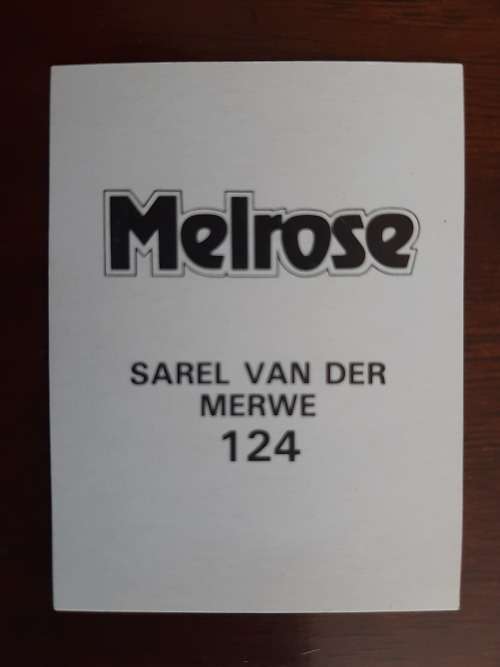 Melrose
SAREL VAN DER
MERWE
124